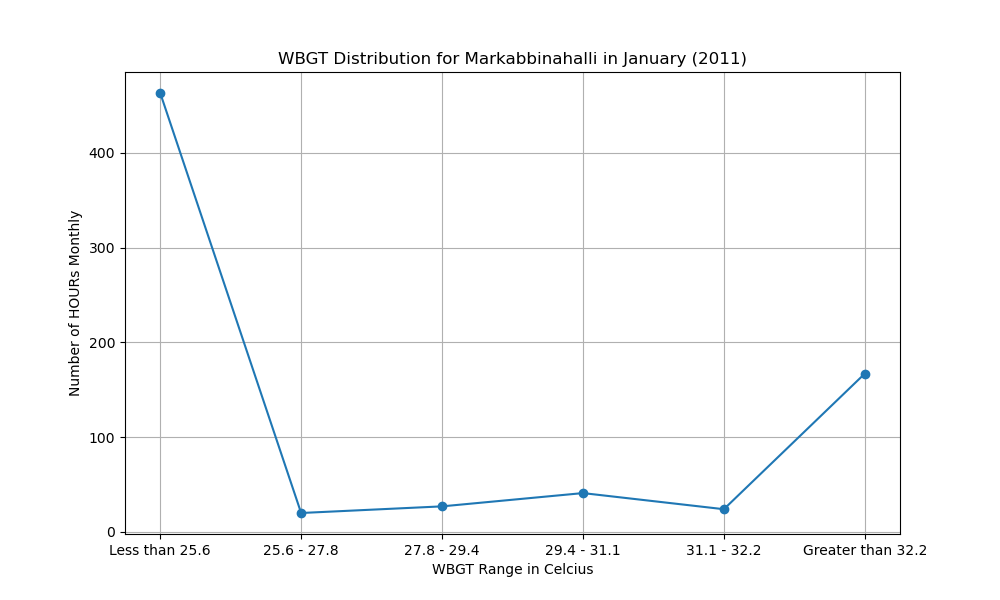 WBGT Distribution for Markabbinahalli in January (2011)
Number of HOURs Monthly
400
300
200
100
0
Less than 25.6
25.6 - 27.8
27.8 - 29.4
29.4 - 31.1
31.1 - 32.2
Greater than 32.2
WBGT Range in Celcius